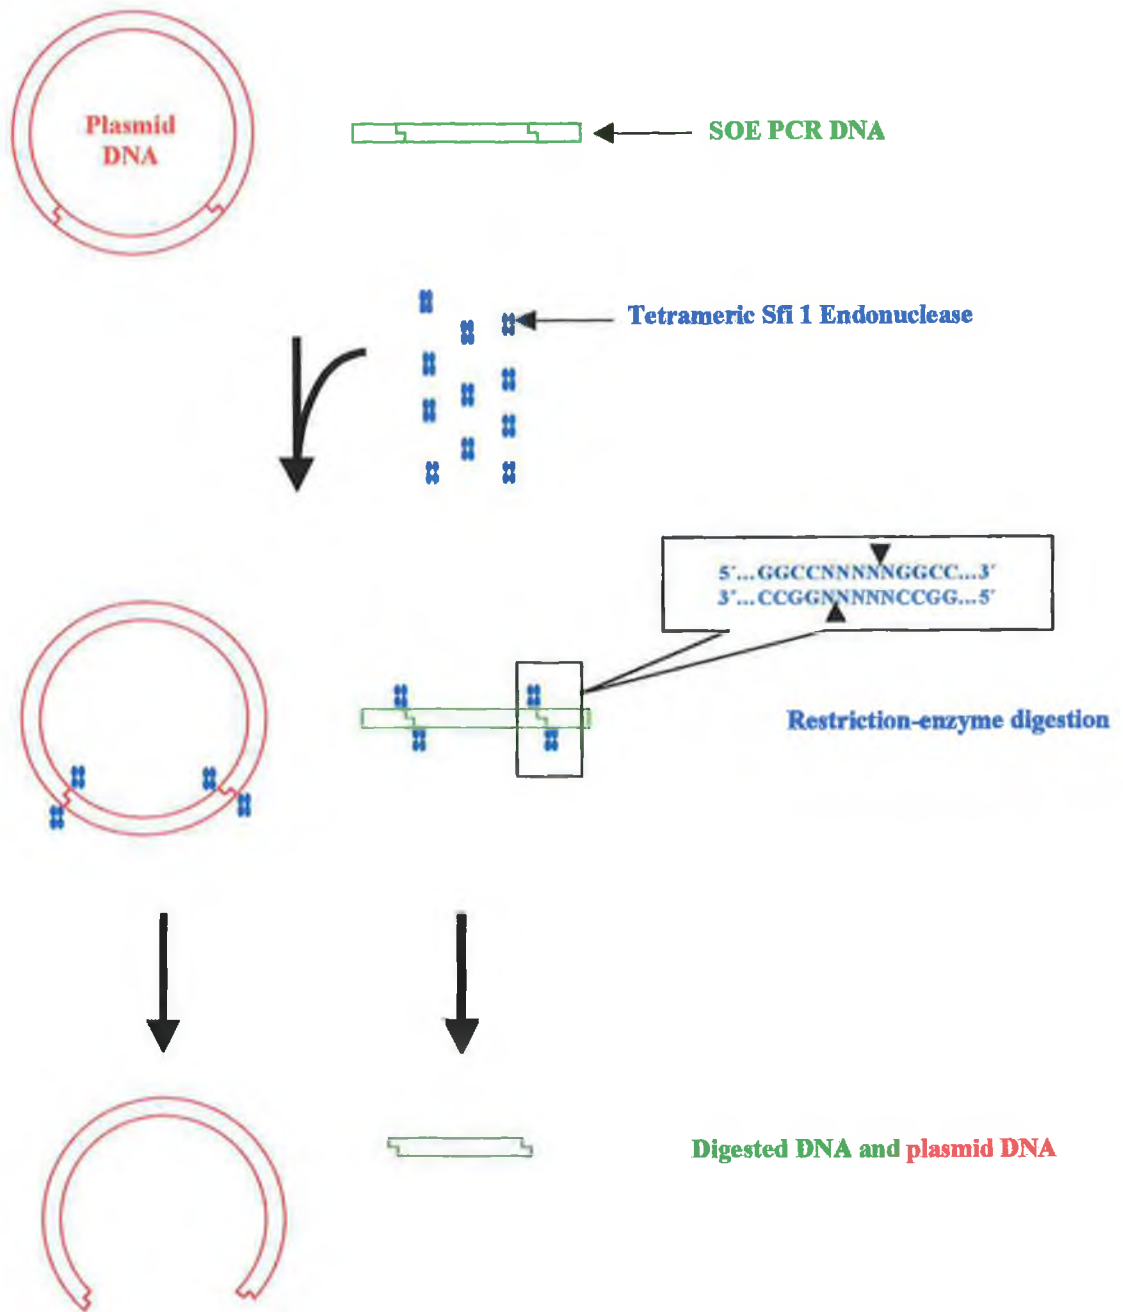 Plasmid
DNA
SOE PCR DNA
Tetrameric Sfi 1 Endonuclease
5´...GGCCNNNNNGGCC...3´
3´...CCGGNNNNNCCGG...5´
Restriction-enzyme digestion
Digested DNA and plasmid DNA